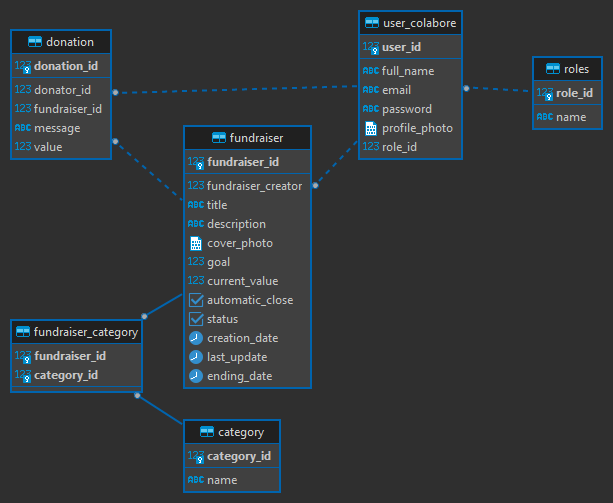 donation
123 donation_id
123 donator_id
123 fundraiser_id
ABC message
123 value
user_colabore
123 user_id
ABC full_name
ABC email
ABC password
profile_photo
123 role_id
roles
123 role_id
ABC name
fundraiser
123 fundraiser_id
123 fundraiser_creator
ABC title
ABC description
cover_photo
123 goal
123 current_value
automatic_close
status
creation_date
last_update
ending_date
fundraiser_category
123 fundraiser_id
123 category_id
category
123 category_id
ABC name